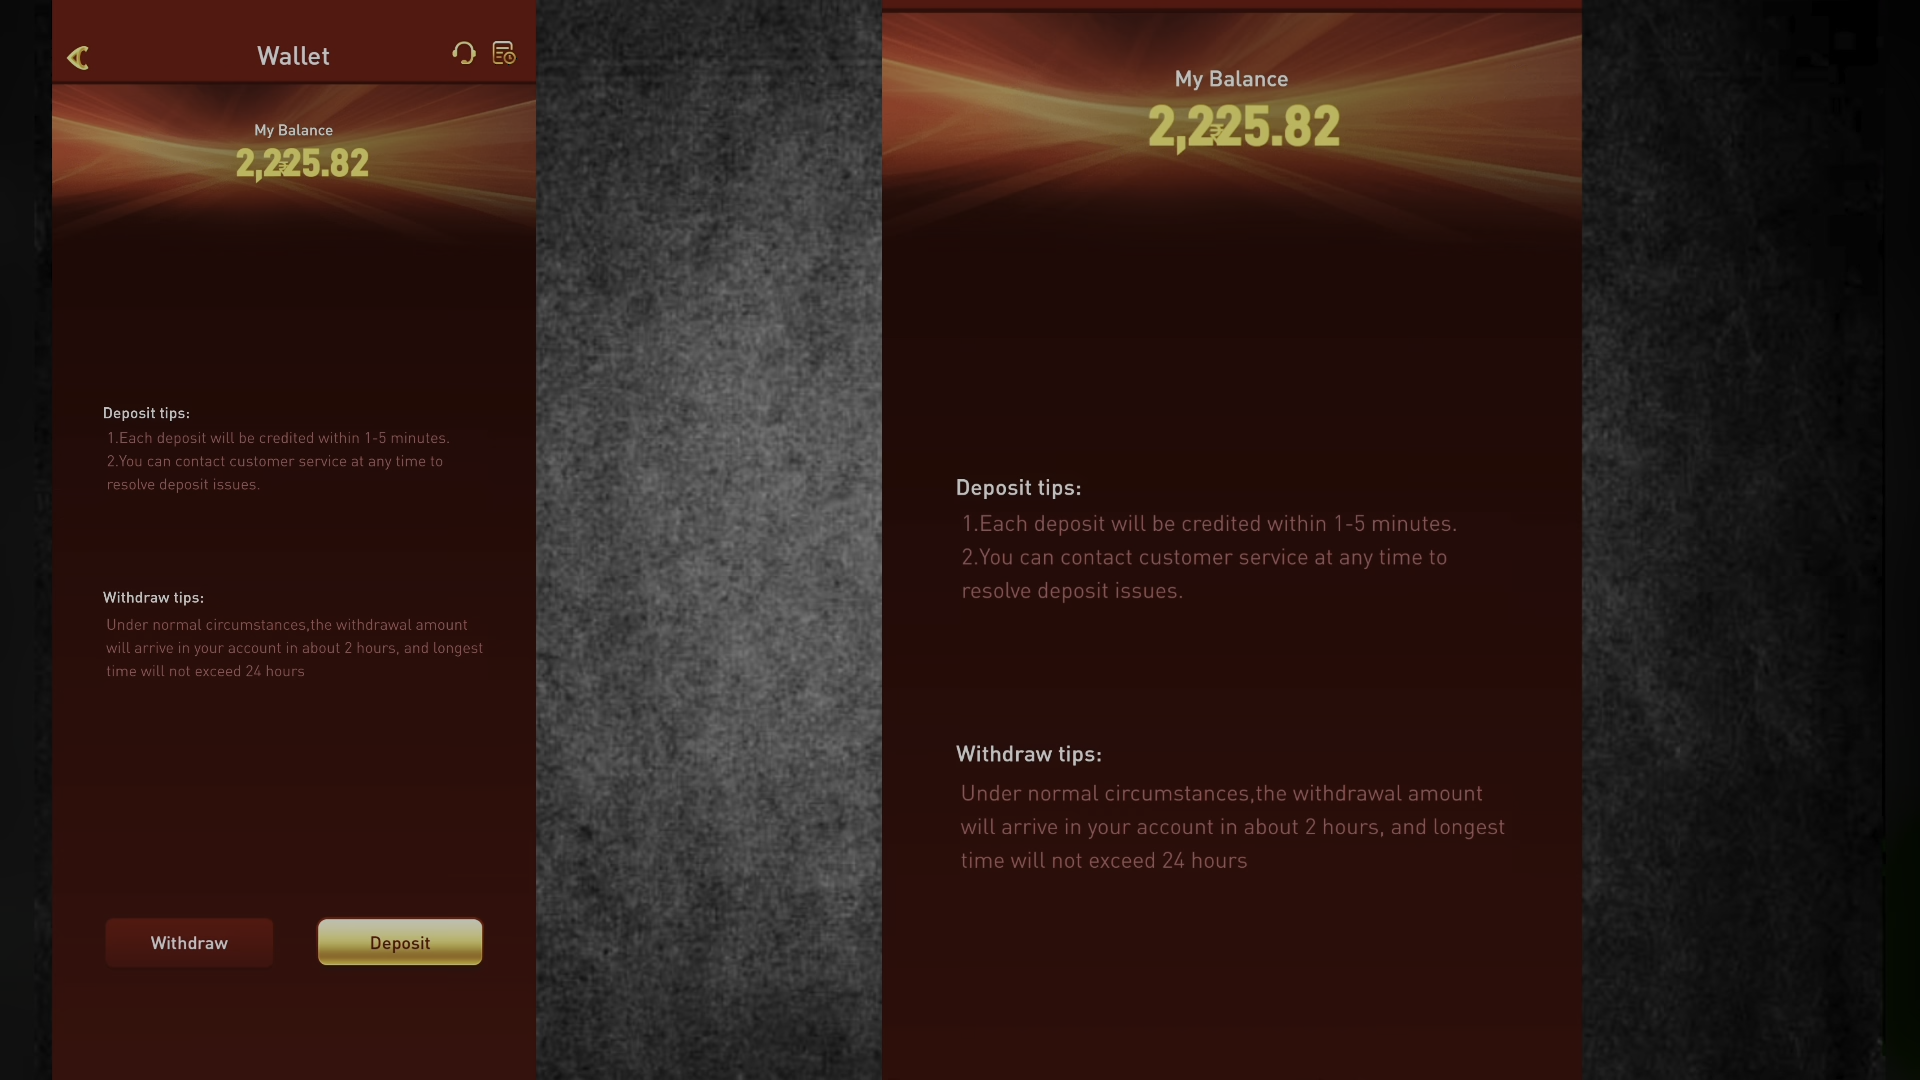 Wallet
My Balance
2,225.82
Deposit tips:
1.Each deposit will be credited within 1-5 minutes.
2.You can contact customer service at any time to
resolve deposit issues.
Withdraw tips:
Under normal circumstances,the withdrawal amount
will arrive in your account in about 2 hours, and longest
time will not exceed 24 hours
Withdraw
Deposit
My Balance
2,225.82
Deposit tips:
1.Each deposit will be credited within 1-5 minutes.
2.You can contact customer service at any time to
resolve deposit issues.
Withdraw tips:
Under normal circumstances,the withdrawal amount
will arrive in your account in about 2 hours, and longest
time will not exceed 24 hours